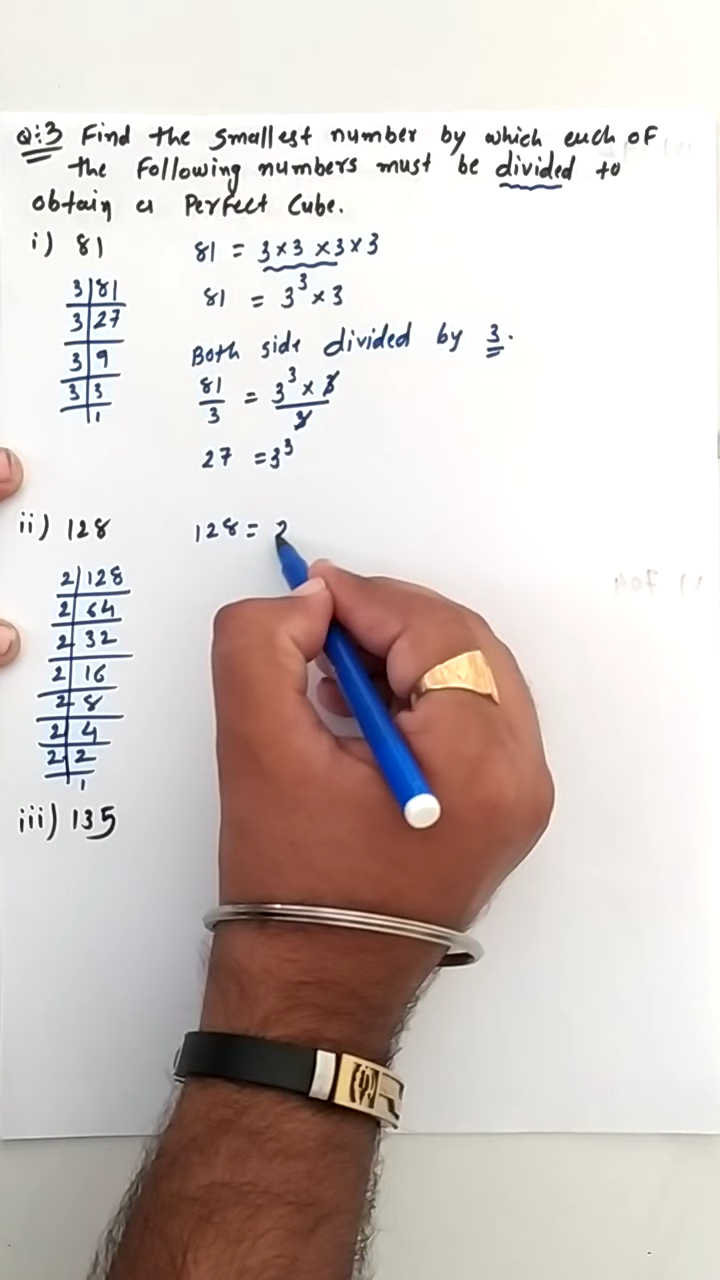 Q:3 Find the smallest number by which each of
the following numbers must be divided to
obtain a Perfect Cube.
i) 81
3|81
3|27
3|9
3|3
1
81 = 3×3×3×3
81 = 3³×3
Both side divided by 3.
81/3 = 3³×3/3
27 = 3³
ii) 128
2|128
2|64
2|32
2|16
2|8
2|4
2|2
1
128 = 2
iii) 135